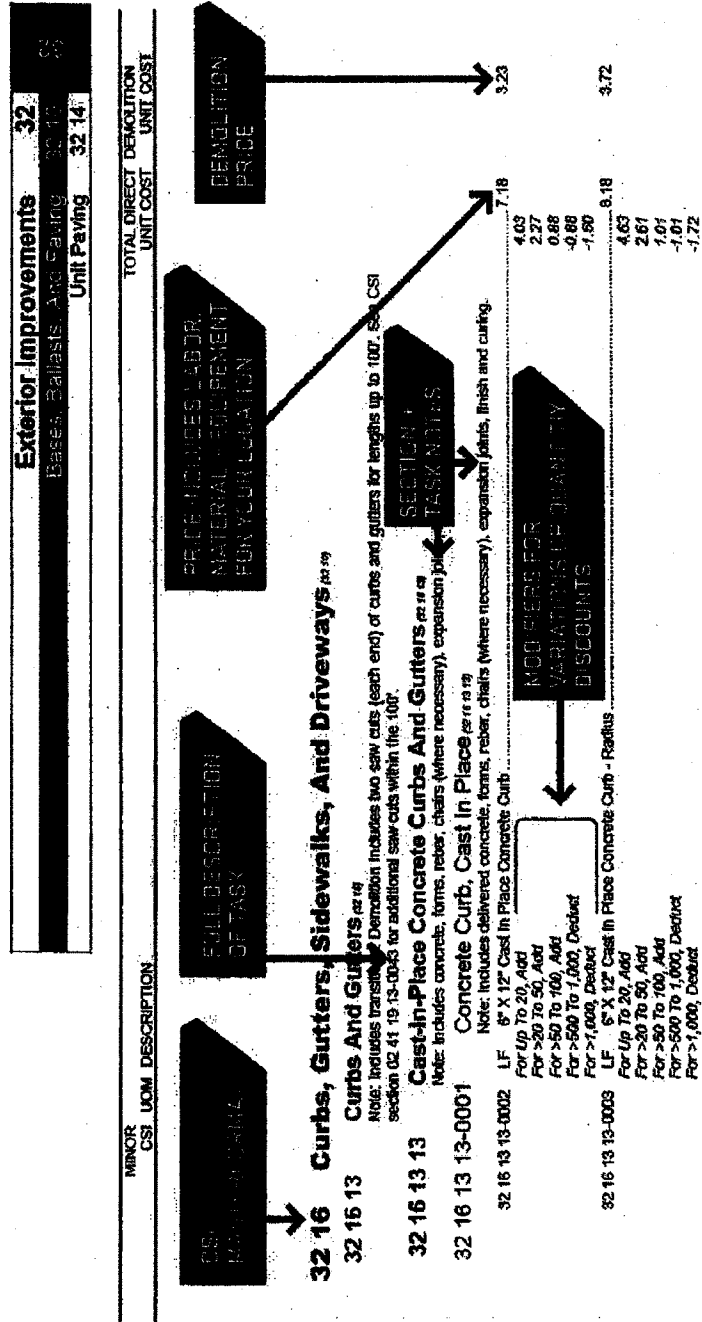 Exterior Improvements 32
Bases, Ballasts, And Paving
Unit Paving 32 14
MINOR
CSI UOM DESCRIPTION
TOTAL DIRECT DEMOLITION
UNIT COST UNIT COST
CSI
FULL DESCRIPTION
OF TASK
PRICE INCLUDES LABOR,
MATERIAL + EQUIPEMENT
FOR YOUR LOCATION
DEMOLITION
PRICE
32 16 Curbs, Gutters, Sidewalks, And Driveways (32 16)
32 16 13 Curbs And Gutters (32 16)
Note: Includes Demolition includes two saw cuts (each end) of curbs and gutters for lengths up to 100'. See CSI
section 02 41 19 13-0043 for additional saw cuts within the 100'.
SECTION +
TASK NOTES
32 16 13 13 Cast-In-Place Concrete Curbs And Gutters
Note: Includes concrete, forms, rebar, chairs (where necessary), expansion
32 16 13 13-0001 Concrete Curb, Cast In Place
Note: Includes delivered concrete, forms, rebar, chairs (where necessary), expansion joints, finish and curing.
32 16 13 13-0002 LF 6" X 12" Cast In Place Concrete Curb 7.18 3.23
For Up To 20, Add 4.03
For >20 To 50, Add 2.27
For >50 To 100, Add 0.88
For >500 To 1,000, Deduct -0.88
For >1,000, Deduct -1.50
MODIFIERS FOR
VARIATIONS OR QUANTITY
DISCOUNTS
32 16 13 13-0003 LF 6" X 12" Cast In Place Concrete Curb - Radius 8.18 3.72
For Up To 20, Add 4.63
For >20 To 50, Add 2.61
For >50 To 100, Add 1.01
For >500 To 1,000, Deduct -1.01
For >1,000, Deduct -1.72